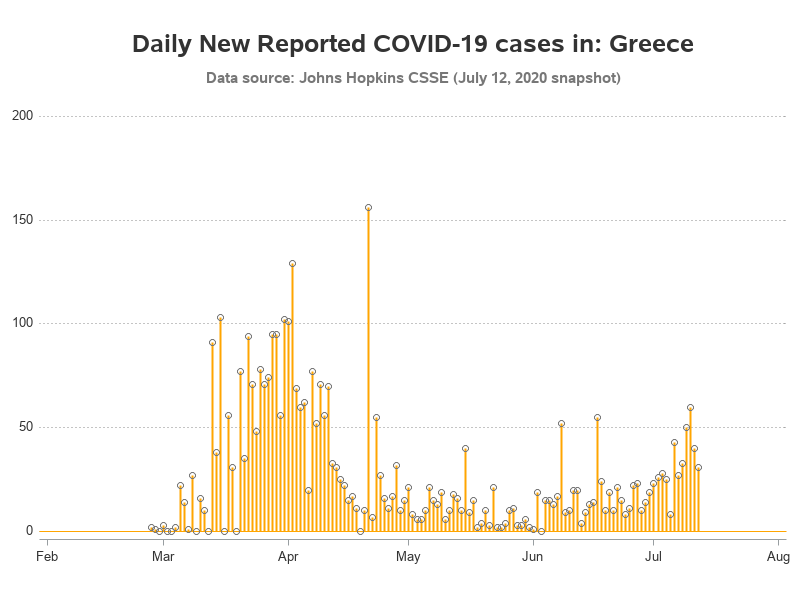 Daily New Reported COVID-19 cases in: Greece
Data source: Johns Hopkins CSSE (July 12, 2020 snapshot)
200
150
100
50
0
Feb Mar Apr May Jun Jul Aug